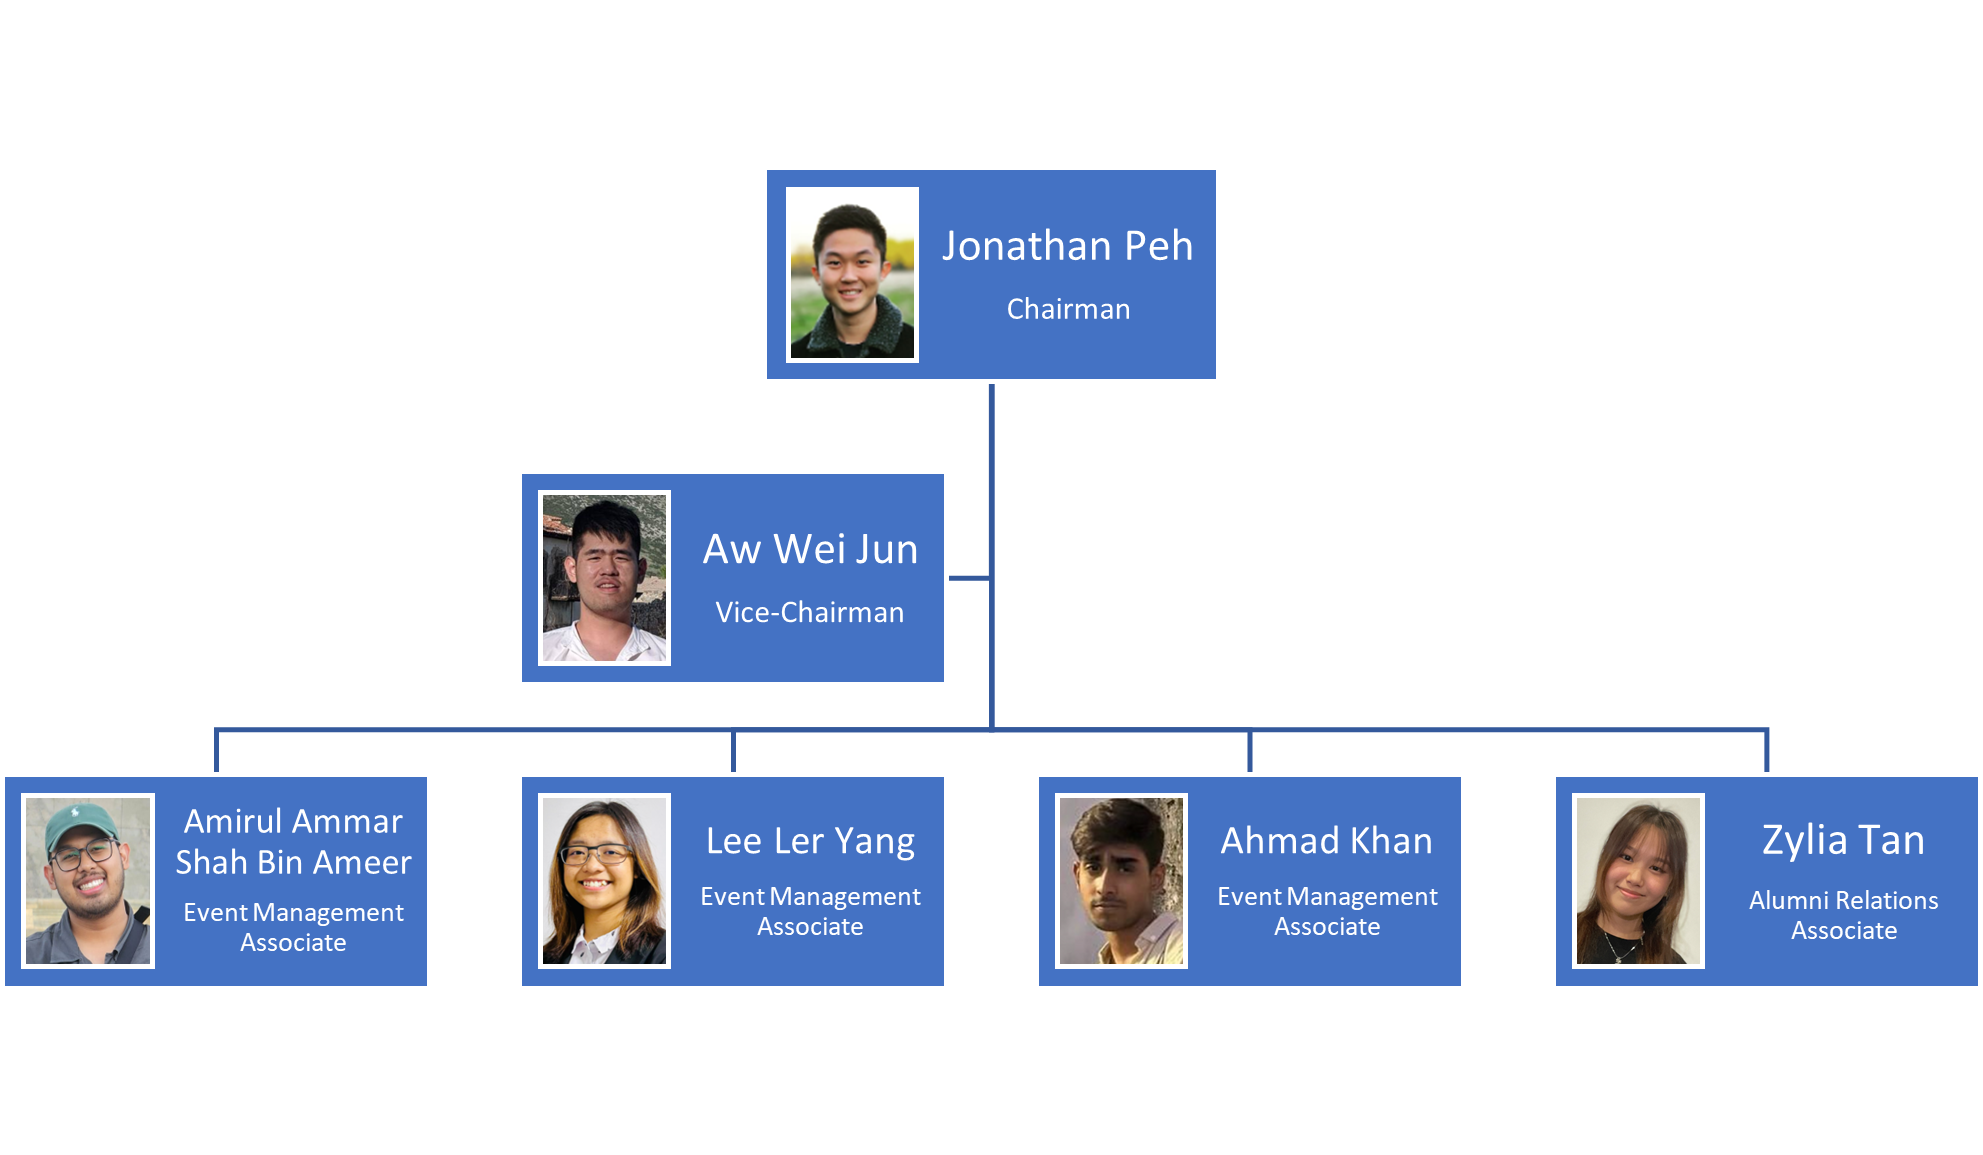 Jonathan Peh
Chairman
Aw Wei Jun
Vice-Chairman
Amirul Ammar
Shah Bin Ameer
Event Management
Associate
Lee Ler Yang
Event Management
Associate
Ahmad Khan
Event Management
Associate
Zylia Tan
Alumni Relations
Associate